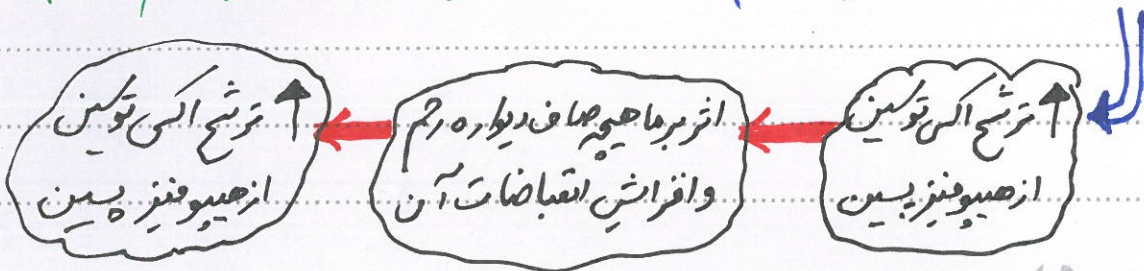 ↑ ترشح اکسی توسین
از هیپوفیز پسین
اثر بر ماهیچه صاف دیواره رحم
و افزایش انقباضات آن
↑ ترشح اکسی توسین
از هیپوفیز پسین